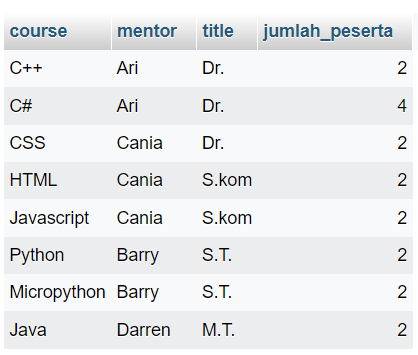 course mentor title jumlah_peserta
C++ Ari Dr. 2
C# Ari Dr. 4
CSS Cania Dr. 2
HTML Cania S.kom 2
Javascript Cania S.kom 2
Python Barry S.T. 2
Micropython Barry S.T. 2
Java Darren M.T. 2